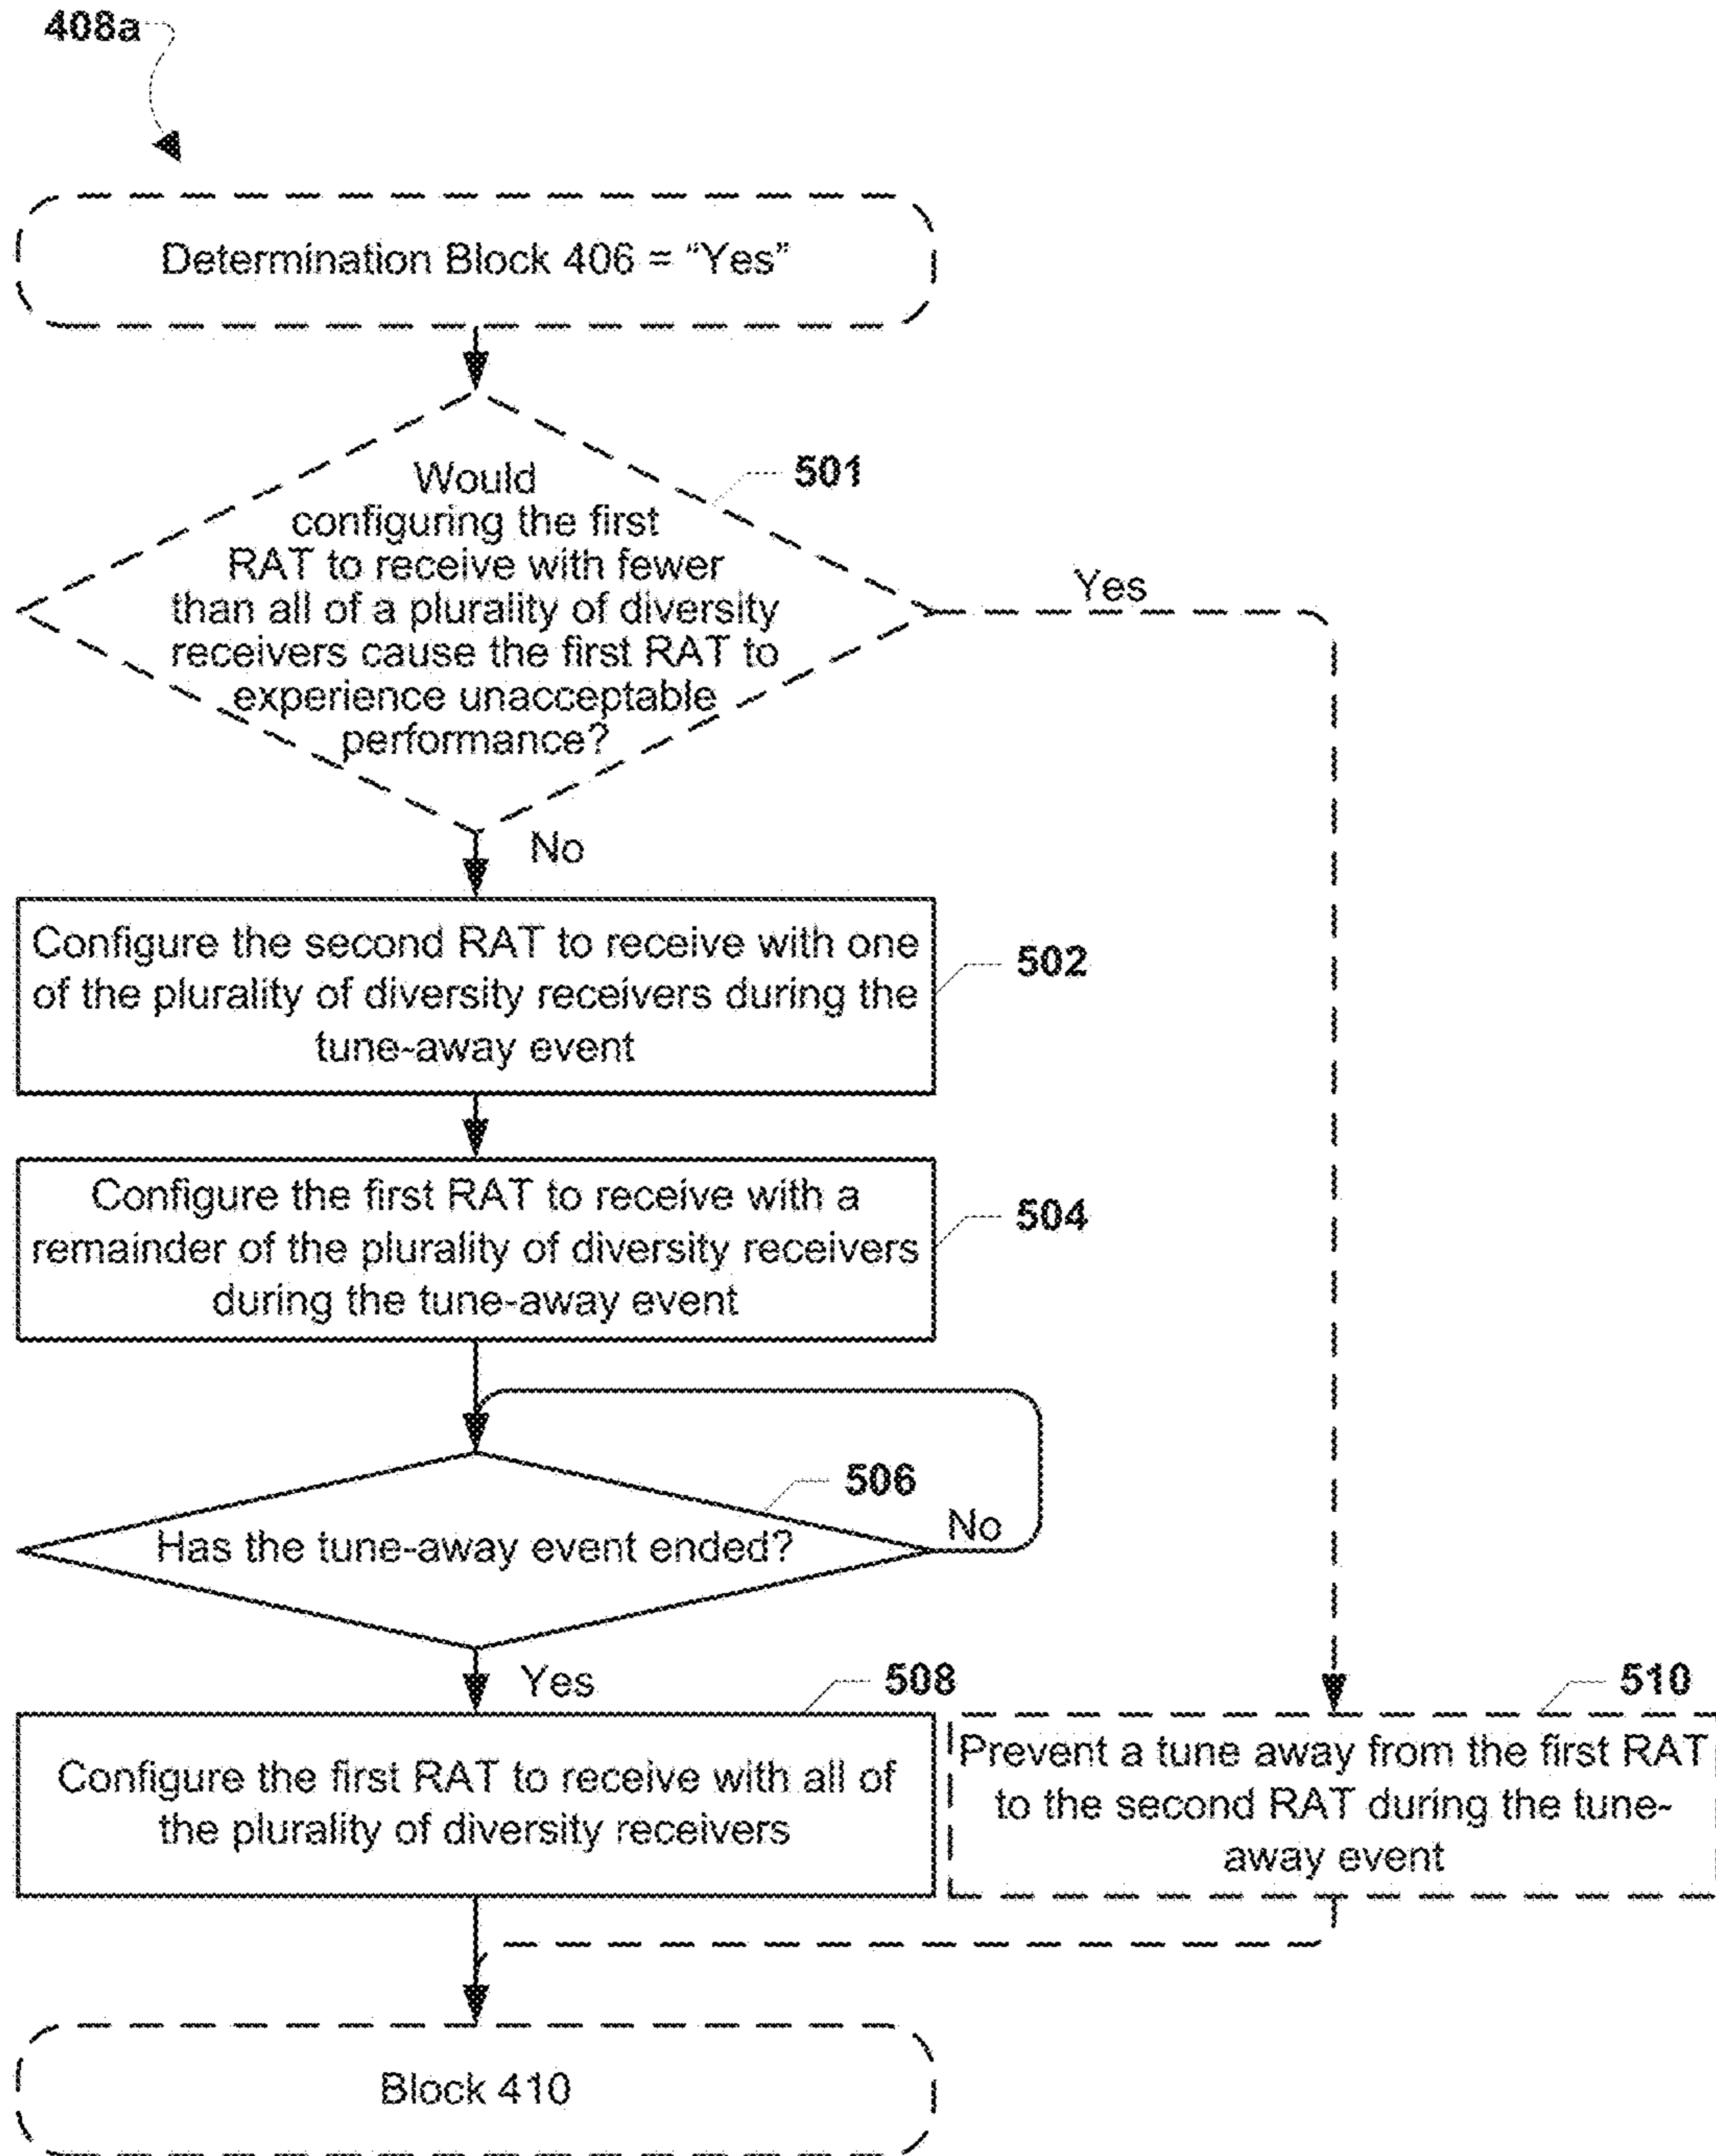 408a
Determination Block 406 = “Yes”
Would
configuring the first
RAT to receive with fewer
than all of a plurality of diversity
receivers cause the first RAT to
experience unacceptable
performance?
501
Yes
No
Configure the second RAT to receive with one
of the plurality of diversity receivers during the
tune-away event
502
Configure the first RAT to receive with a
remainder of the plurality of diversity receivers
during the tune-away event
504
506
Has the tune-away event ended?
No
Yes
508
Configure the first RAT to receive with all of
the plurality of diversity receivers
510
Prevent a tune away from the first RAT
to the second RAT during the tune-
away event
Block 410